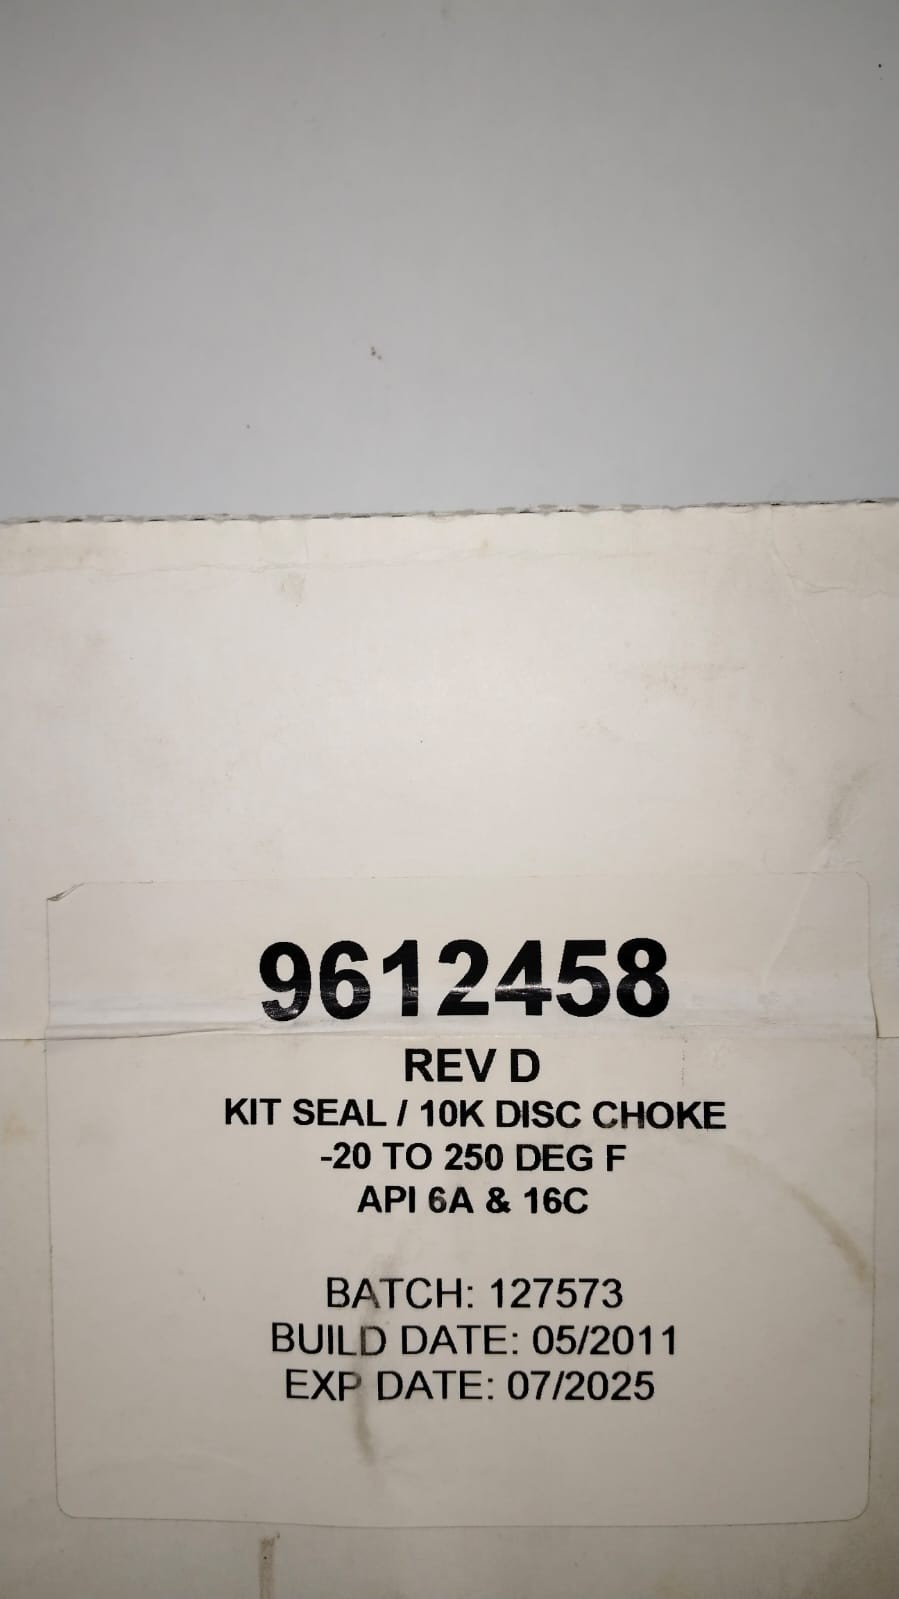 9612458
REV D
KIT SEAL / 10K DISC CHOKE
-20 TO 250 DEG F
API 6A & 16C
BATCH: 127573
BUILD DATE: 05/2011
EXP DATE: 07/2025